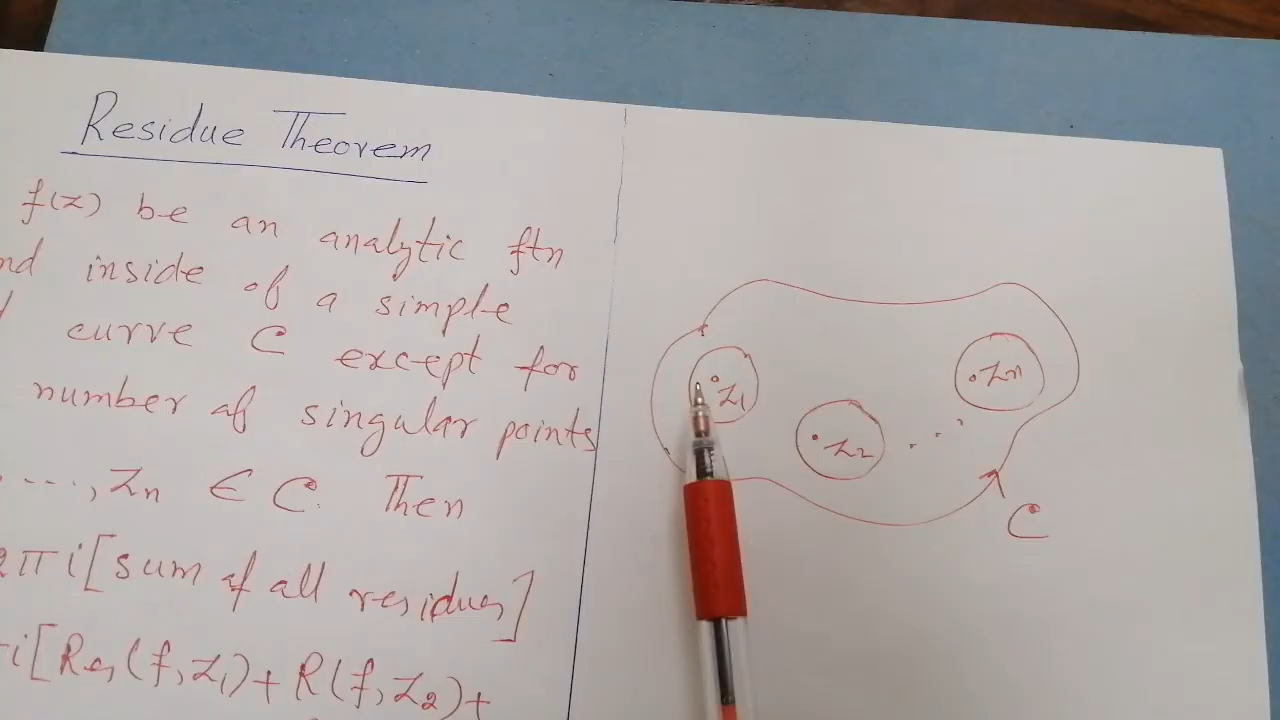 Residue Theorem
f(z) be an analytic ftn
nd inside of a simple
curve C except for
number of singular points
...., Zn ∈ C. Then
2πi[sum of all residues]
i[Res(f,Z1)+R(f,Z2)+
Z1
Z2
Zn
C